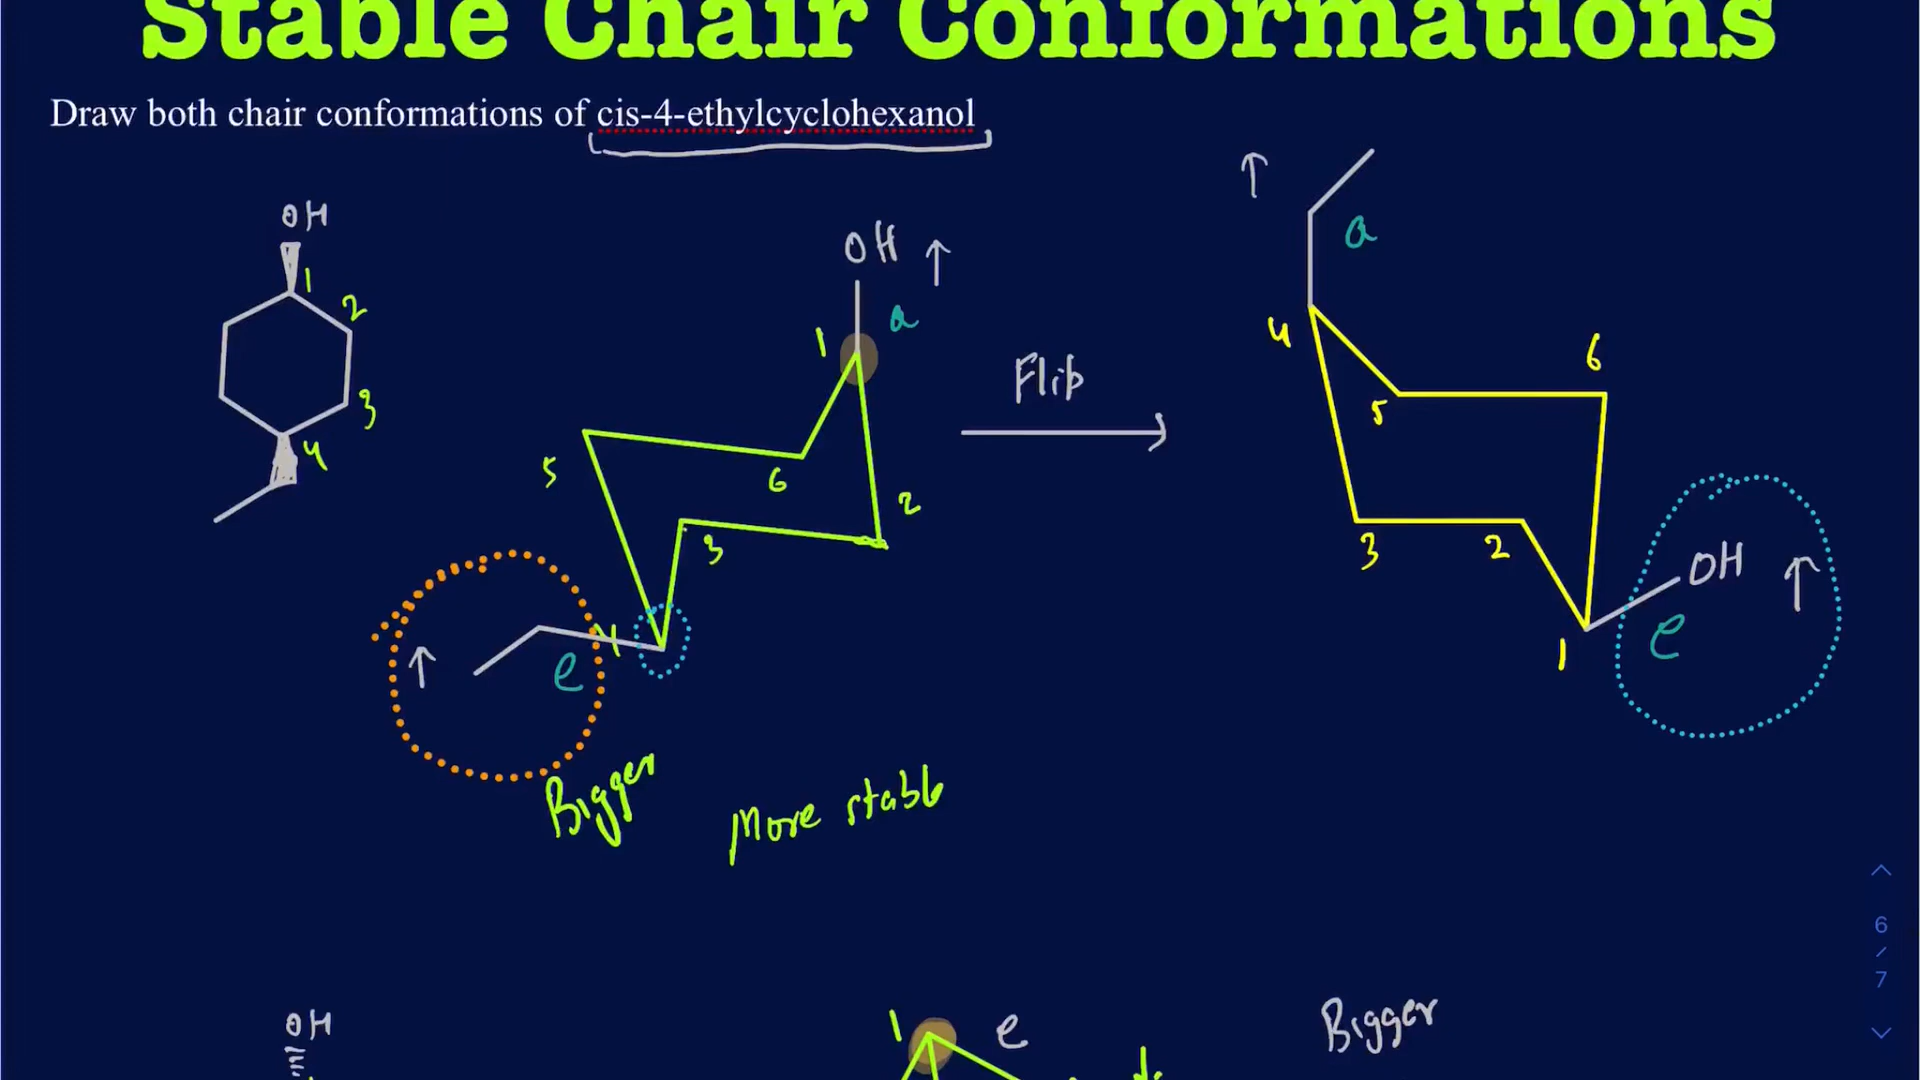 Stable Chair Conformations
Draw both chair conformations of cis-4-ethylcyclohexanol
OH
1
2
3
4
OH ↑
a
1
5
6
2
3
4
↑
e
Bigger
More stable
Flip
↑
a
4
6
5
3
2
1
OH ↑
e
6
/
7
OH
1
e
Bigger